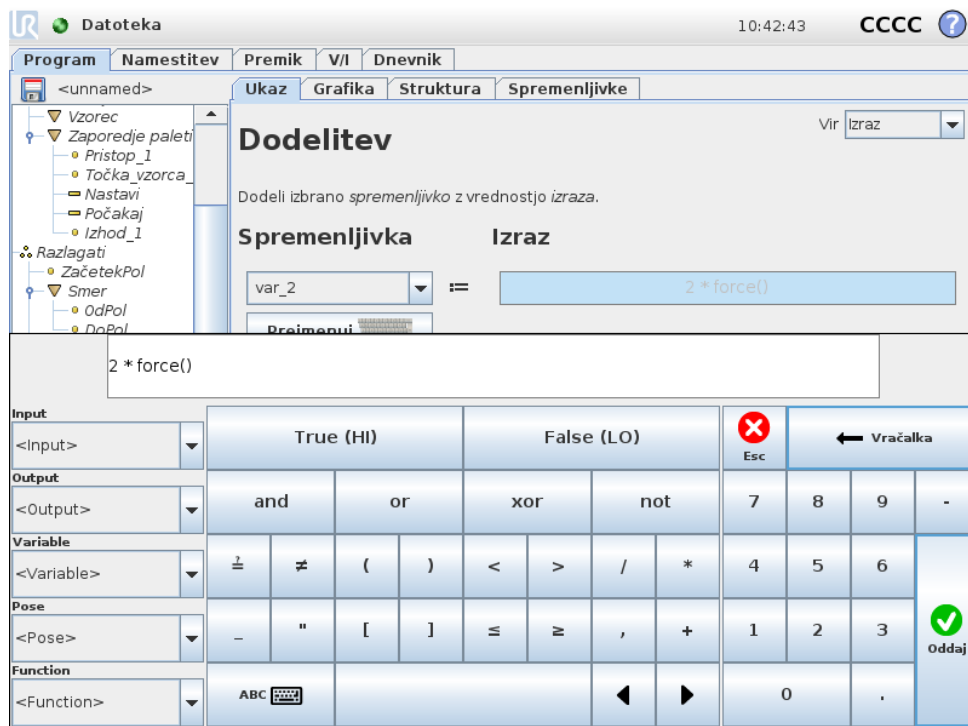 UR Datoteka 10:42:43 CCCC ?
Program Namestitev Premik V/I Dnevnik
<unnamed>
Ukaz Grafika Struktura Spremenljivke
Vzorec
Zaporedje paleti
Pristop_1
Točka_vzorca_
Nastavi
Počakaj
Izhod_1
Razlagati
ZačetekPol
Smer
OdPol
DoPol
Vir Izraz
Dodelitev
Dodeli izbrano spremenljivko z vrednostjo izraza.
Spremenljivka Izraz
var_2 := 2 * force()
Preimenuj
2 * force()
Input
<Input>
Output
<Output>
Variable
<Variable>
Pose
<Pose>
Function
<Function>
True (HI) False (LO) Esc Vračalka
and or xor not 7 8 9 -
≟ ≠ ( ) < > / * 4 5 6
_ " [ ] ≤ ≥ , + 1 2 3
Oddaj
ABC 0 .